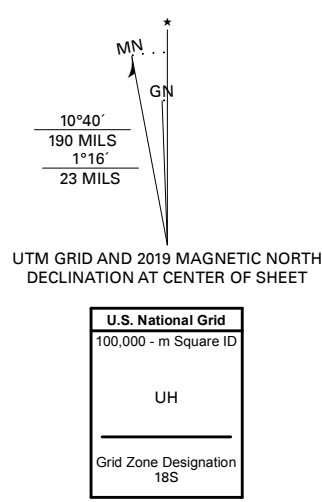 ★
MN
GN
10°40´
190 MILS
1°16´
23 MILS
UTM GRID AND 2019 MAGNETIC NORTH
DECLINATION AT CENTER OF SHEET
U.S. National Grid
100,000 - m Square ID
UH
Grid Zone Designation
18S